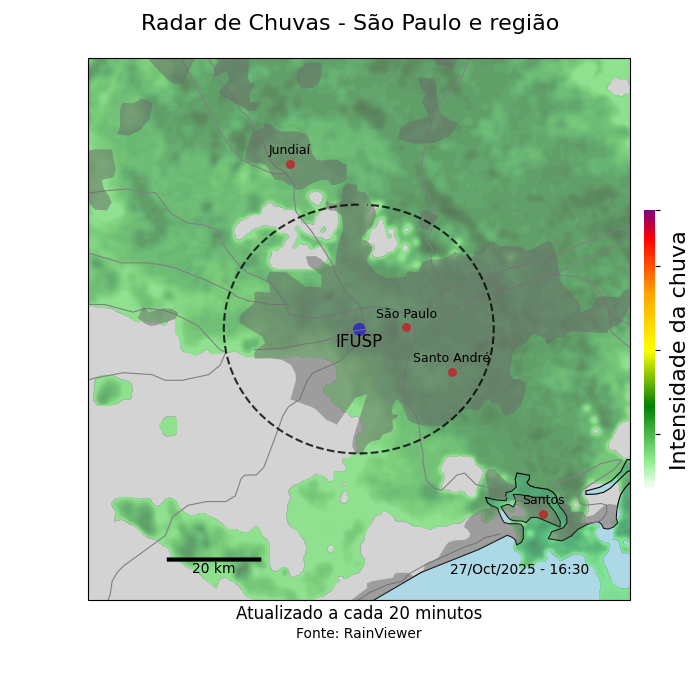 Radar de Chuvas - São Paulo e região
Jundiaí
São Paulo
IFUSP
Santo André
Santos
27/Oct/2025 - 16:30
20 km
Intensidade da chuva
Atualizado a cada 20 minutos
Fonte: RainViewer